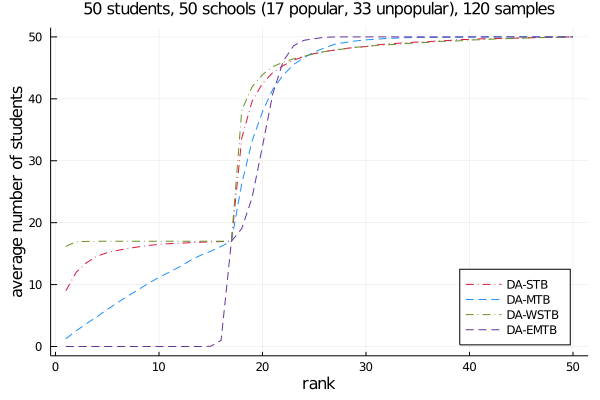 50 students, 50 schools (17 popular, 33 unpopular), 120 samples
average number of students
50
40
30
20
10
0
DA-STB
DA-MTB
DA-WSTB
DA-EMTB
0 10 20 30 40 50
rank